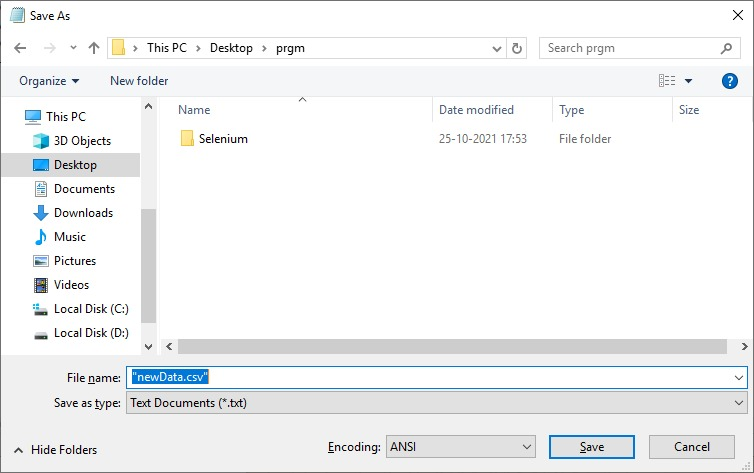 Save As
This PC > Desktop > prgm
Search prgm
Organize
New folder
?
Name
Date modified
Type
Size
This PC
3D Objects
Desktop
Documents
Downloads
Music
Pictures
Videos
Local Disk (C:)
Local Disk (D:)
Selenium
25-10-2021 17:53
File folder
File name:
"newData.csv"
Save as type:
Text Documents (*.txt)
Hide Folders
Encoding:
ANSI
Save
Cancel